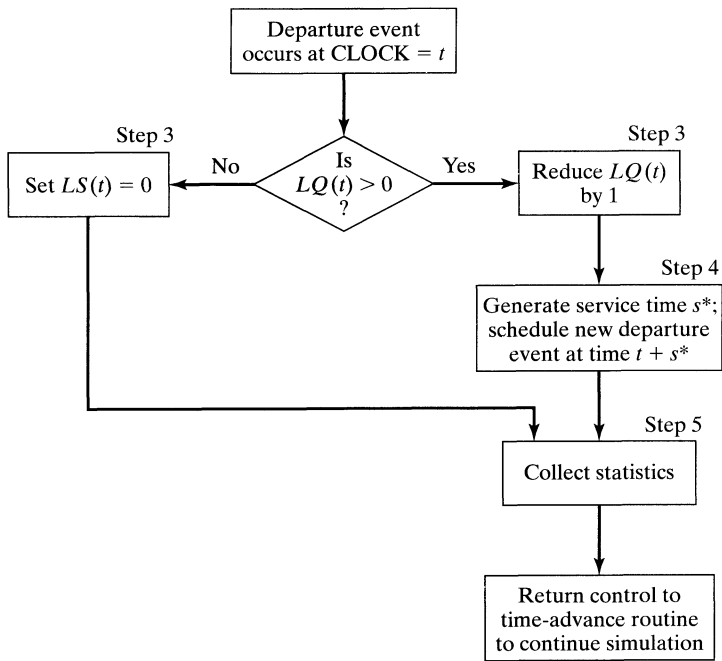 Departure event
occurs at CLOCK = t
Step 3
Set LS(t) = 0
No
Is
LQ(t) > 0
?
Yes
Step 3
Reduce LQ(t)
by 1
Step 4
Generate service time s*;
schedule new departure
event at time t + s*
Step 5
Collect statistics
Return control to
time-advance routine
to continue simulation